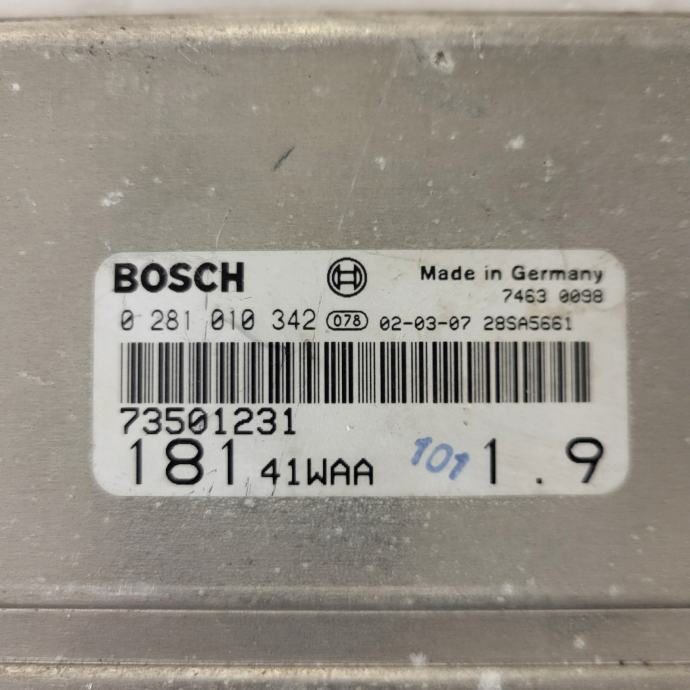 BOSCH Made in Germany
7463 0098
0 281 010 342 078 02-03-07 28SA5661
73501231
181 41WAA 101 1.9